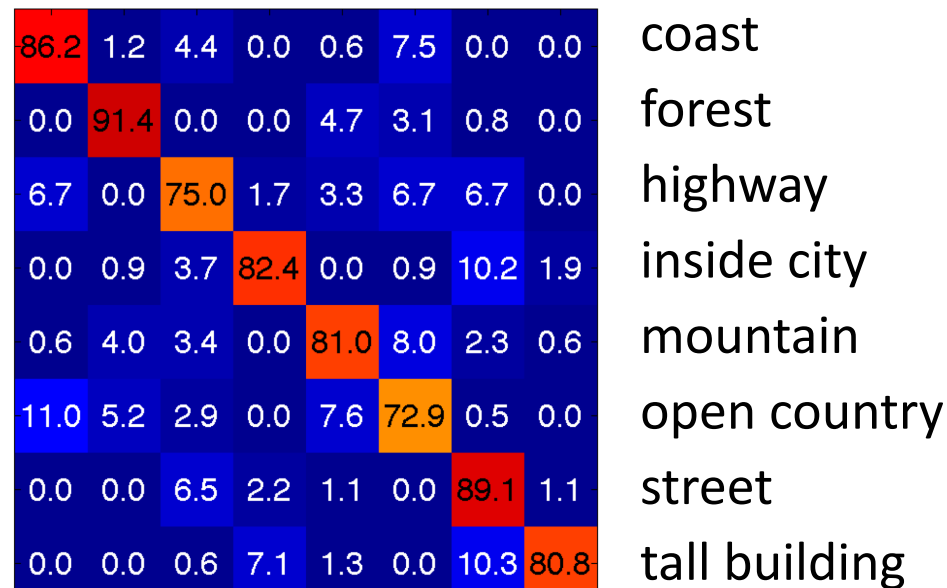 86.2 1.2 4.4 0.0 0.6 7.5 0.0 0.0 coast
0.0 91.4 0.0 0.0 4.7 3.1 0.8 0.0 forest
6.7 0.0 75.0 1.7 3.3 6.7 6.7 0.0 highway
0.0 0.9 3.7 82.4 0.0 0.9 10.2 1.9 inside city
0.6 4.0 3.4 0.0 81.0 8.0 2.3 0.6 mountain
11.0 5.2 2.9 0.0 7.6 72.9 0.5 0.0 open country
0.0 0.0 6.5 2.2 1.1 0.0 89.1 1.1 street
0.0 0.0 0.6 7.1 1.3 0.0 10.3 80.8 tall building